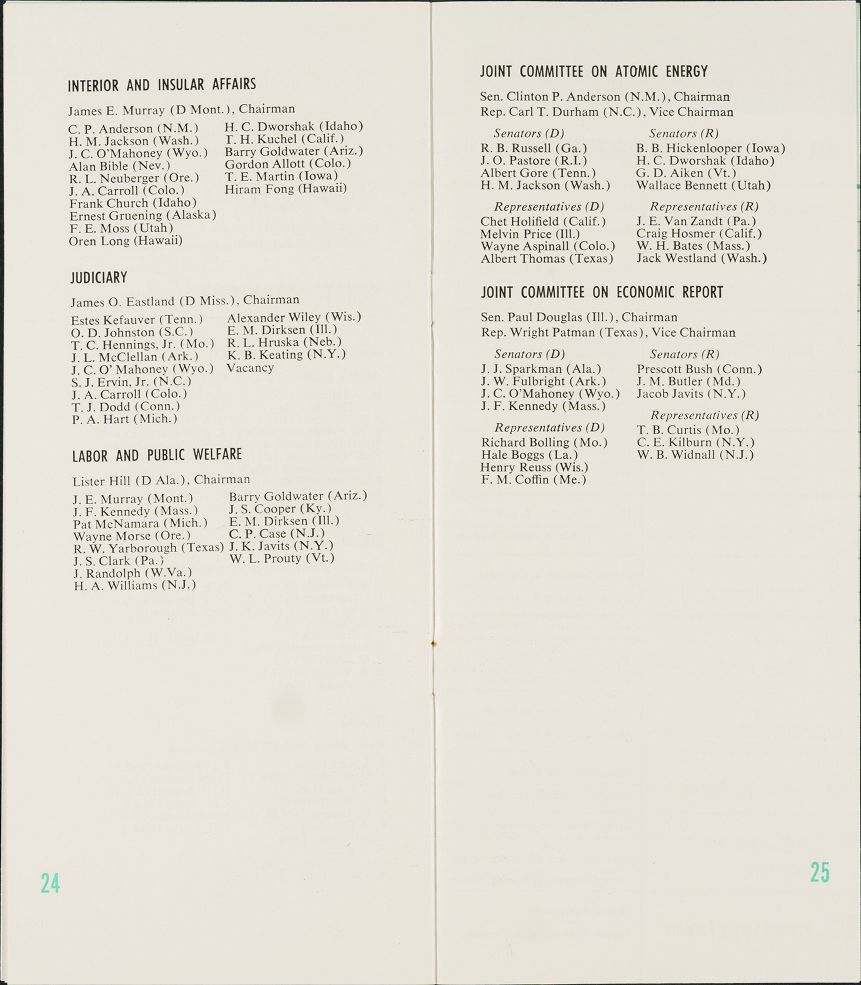 INTERIOR AND INSULAR AFFAIRS
James E. Murray (D Mont.), Chairman
C. P. Anderson (N.M.)
H. M. Jackson (Wash.)
J. C. O'Mahoney (Wyo.)
Alan Bible (Nev.)
R. L. Neuberger (Ore.)
J. A. Carroll (Colo.)
Frank Church (Idaho)
Ernest Gruening (Alaska)
F. E. Moss (Utah)
Oren Long (Hawaii)
H. C. Dworshak (Idaho)
T. H. Kuchel (Calif.)
Barry Goldwater (Ariz.)
Gordon Allott (Colo.)
T. E. Martin (Iowa)
Hiram Fong (Hawaii)
JUDICIARY
James O. Eastland (D Miss.), Chairman
Estes Kefauver (Tenn.)
O. D. Johnston (S.C.)
T. C. Hennings, Jr. (Mo.)
J. L. McClellan (Ark.)
J. C. O' Mahoney (Wyo.)
S. J. Ervin, Jr. (N.C.)
J. A. Carroll (Colo.)
T. J. Dodd (Conn.)
P. A. Hart (Mich.)
Alexander Wiley (Wis.)
E. M. Dirksen (Ill.)
R. L. Hruska (Neb.)
K. B. Keating (N.Y.)
Vacancy
LABOR AND PUBLIC WELFARE
Lister Hill (D Ala.), Chairman
J. E. Murray (Mont.)
J. F. Kennedy (Mass.)
Pat McNamara (Mich.)
Wayne Morse (Ore.)
R. W. Yarborough (Texas)
J. S. Clark (Pa.)
J. Randolph (W.Va.)
H. A. Williams (N.J.)
Barry Goldwater (Ariz.)
J. S. Cooper (Ky.)
E. M. Dirksen (Ill.)
C. P. Case (N.J.)
J. K. Javits (N.Y.)
W. L. Prouty (Vt.)
24
JOINT COMMITTEE ON ATOMIC ENERGY
Sen. Clinton P. Anderson (N.M.), Chairman
Rep. Carl T. Durham (N.C.), Vice Chairman
Senators (D)
R. B. Russell (Ga.)
J. O. Pastore (R.I.)
Albert Gore (Tenn.)
H. M. Jackson (Wash.)
Senators (R)
B. B. Hickenlooper (Iowa)
H. C. Dworshak (Idaho)
G. D. Aiken (Vt.)
Wallace Bennett (Utah)
Representatives (D)
Chet Holifield (Calif.)
Melvin Price (Ill.)
Wayne Aspinall (Colo.)
Albert Thomas (Texas)
Representatives (R)
J. E. Van Zandt (Pa.)
Craig Hosmer (Calif.)
W. H. Bates (Mass.)
Jack Westland (Wash.)
JOINT COMMITTEE ON ECONOMIC REPORT
Sen. Paul Douglas (Ill.), Chairman
Rep. Wright Patman (Texas), Vice Chairman
Senators (D)
J. J. Sparkman (Ala.)
J. W. Fulbright (Ark.)
J. C. O'Mahoney (Wyo.)
J. F. Kennedy (Mass.)
Senators (R)
Prescott Bush (Conn.)
J. M. Butler (Md.)
Jacob Javits (N.Y.)
Representatives (D)
Richard Bolling (Mo.)
Hale Boggs (La.)
Henry Reuss (Wis.)
F. M. Coffin (Me.)
Representatives (R)
T. B. Curtis (Mo.)
C. E. Kilburn (N.Y.)
W. B. Widnall (N.J.)
25